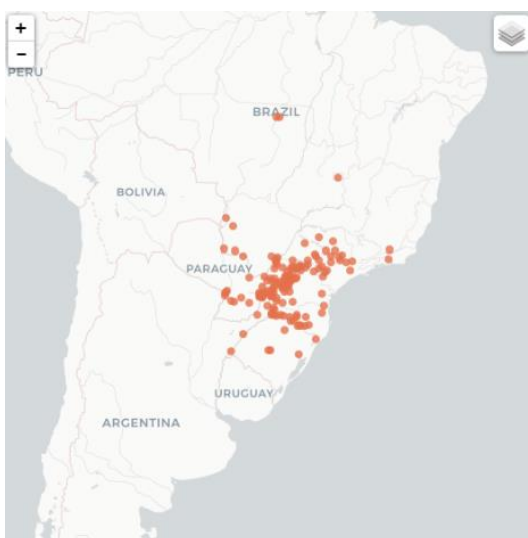 +
−
PERU
BRAZIL
BOLIVIA
PARAGUAY
URUGUAY
ARGENTINA